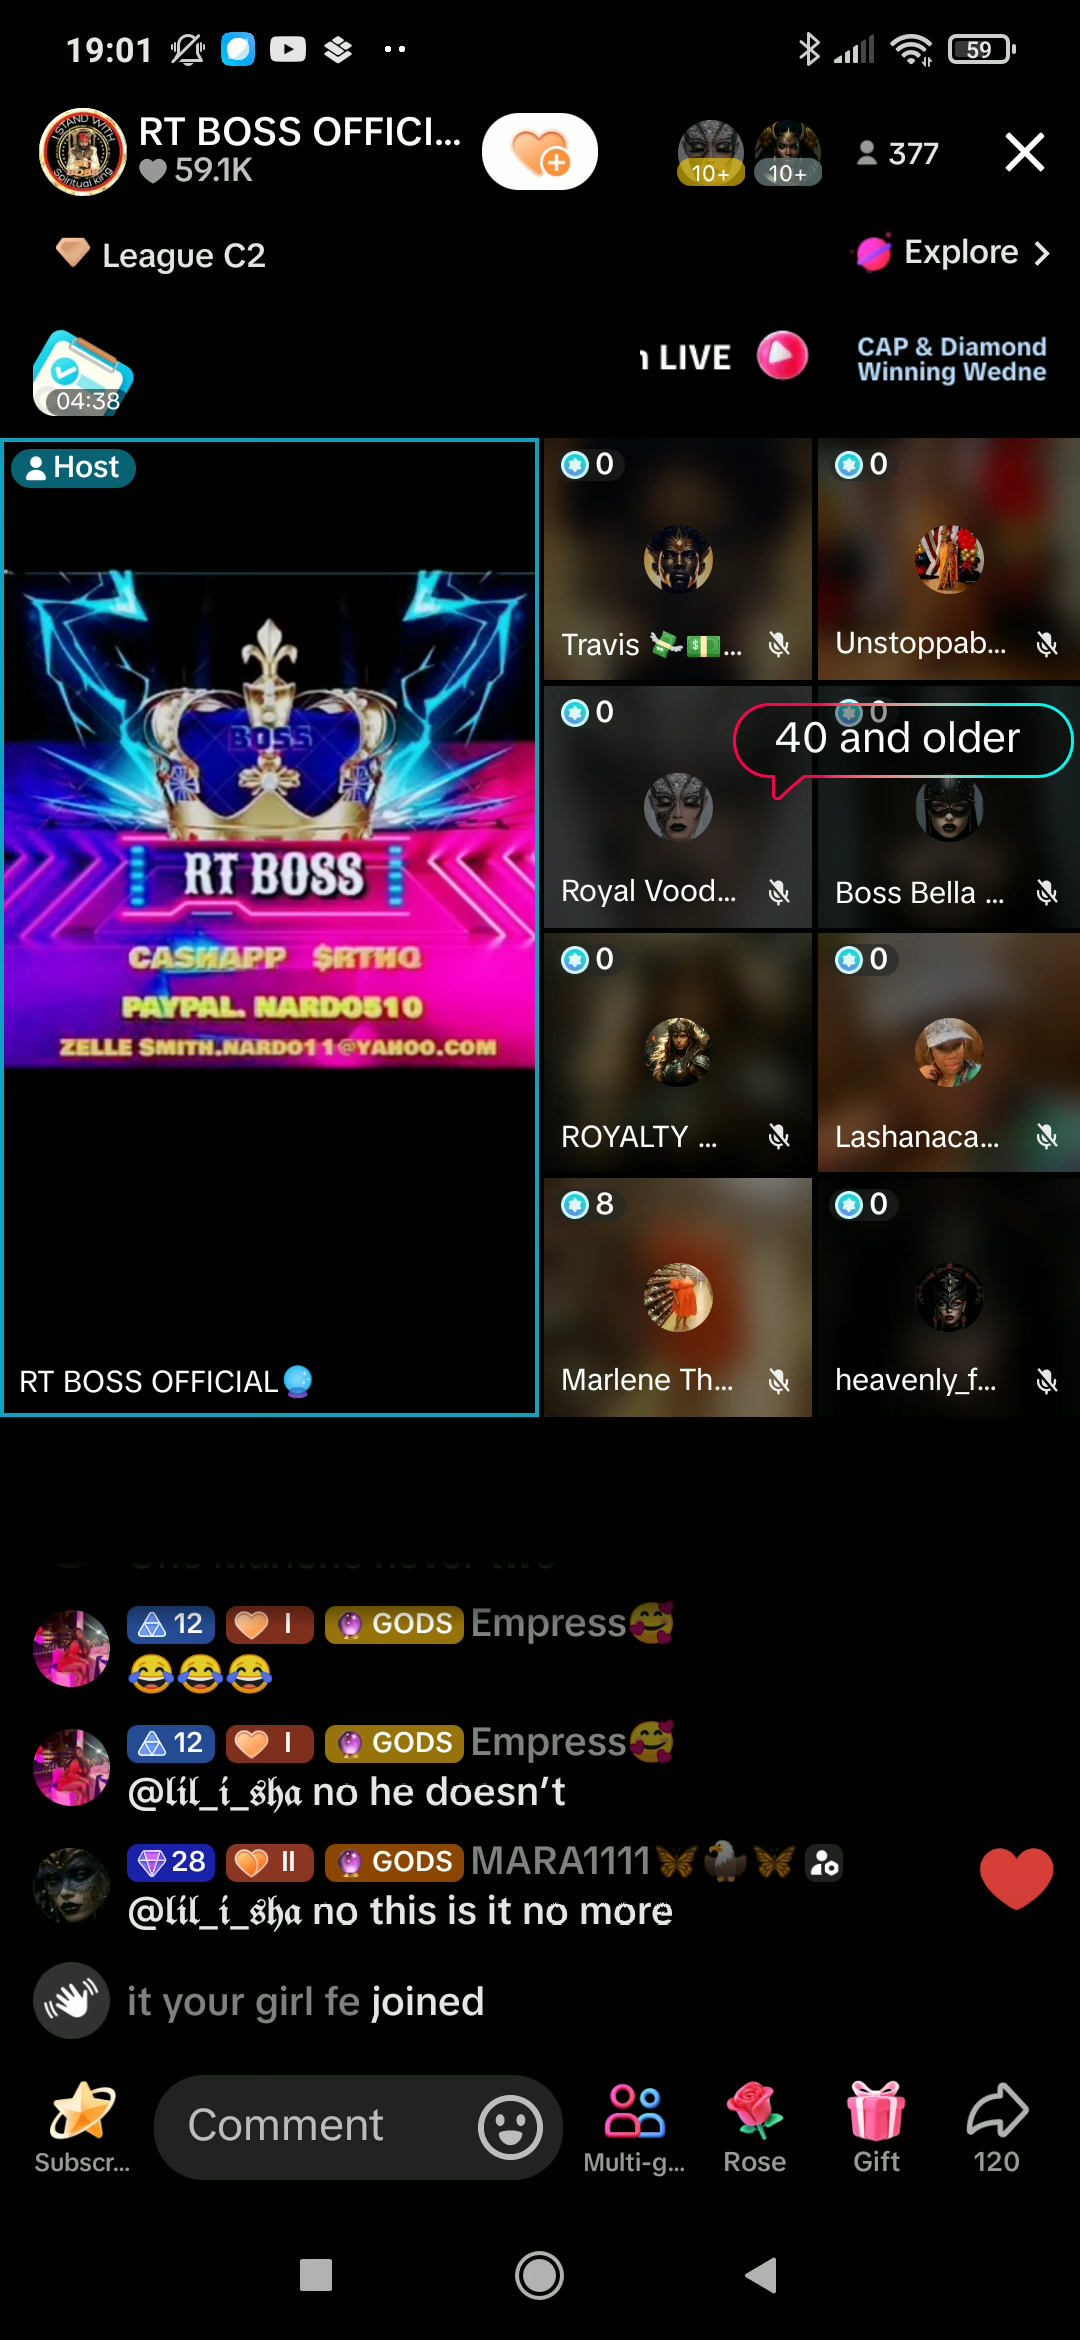 19:01
59
RT BOSS OFFICI...
59.1K
10+
10+
377
League C2
Explore
04:38
LIVE
CAP & Diamond
Winning Wedne
Host
BOSS
RT BOSS
CASHAPP $RTHQ
PAYPAL. NARDO510
ZELLE SMITH.NARDO11@YAHOO.COM
RT BOSS OFFICIAL
0
Travis ...
0
Unstoppab...
0
Royal Vood...
0
40 and older
Boss Bella ...
0
ROYALTY ...
0
Lashanaca...
8
Marlene Th...
0
heavenly_f...
12 I GODS Empress🥰
😂😂😂
12 I GODS Empress🥰
@𝔩𝔦𝔩_𝔦_𝔰𝔥𝔞 no he doesn't
28 II GODS MARA1111🦋🦅🦋
@𝔩𝔦𝔩_𝔦_𝔰𝔥𝔞 no this is it no more
it your girl fe joined
Subscr...
Comment
Multi-g...
Rose
Gift
120